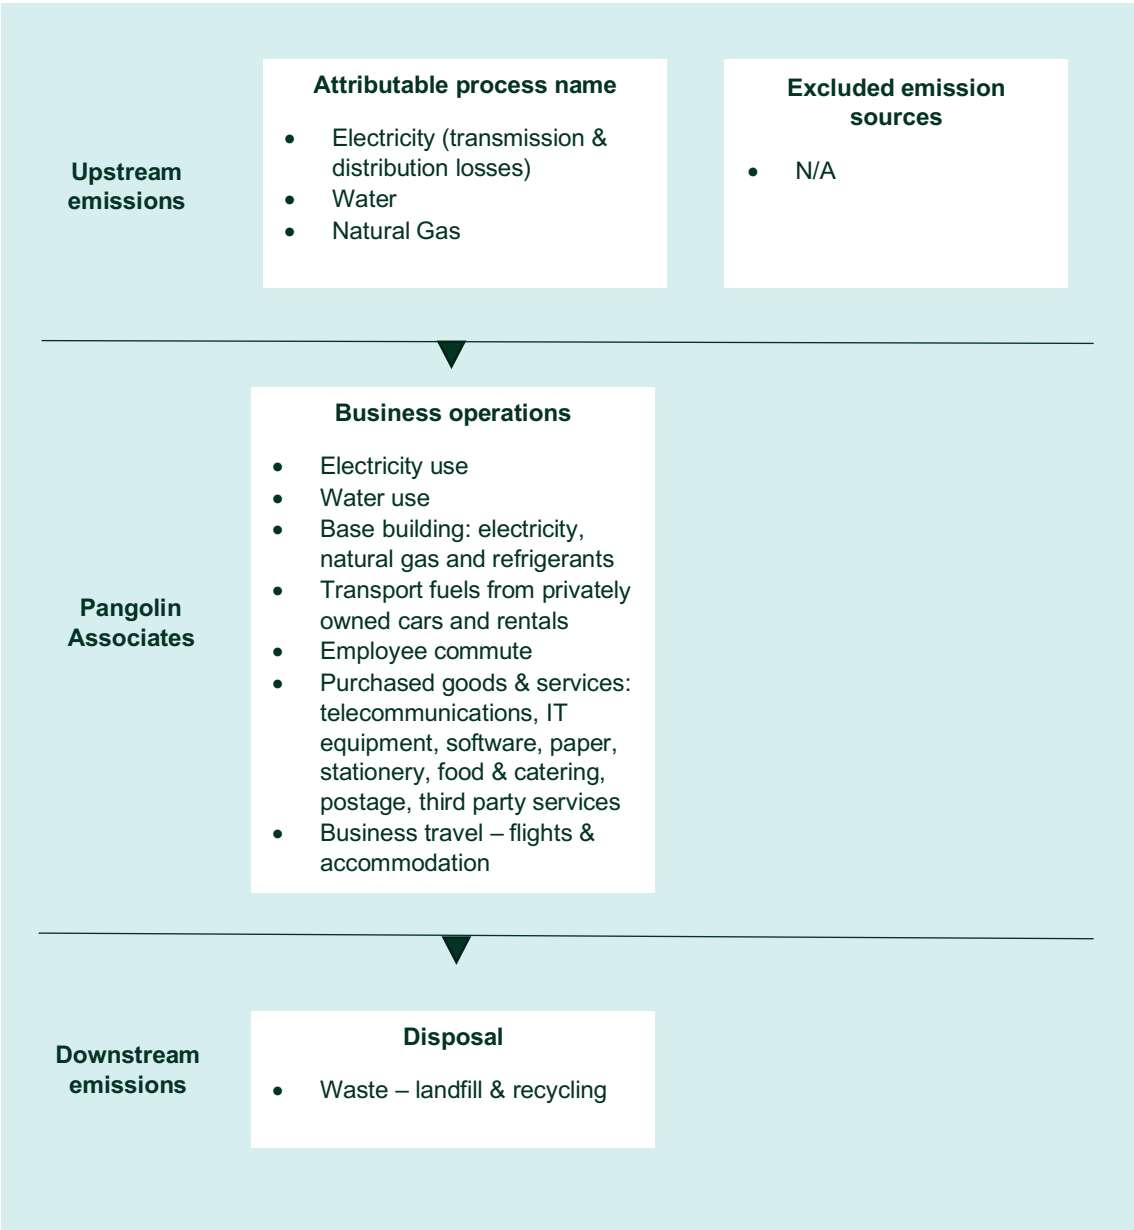 Upstream
emissions
Attributable process name
• Electricity (transmission &
distribution losses)
• Water
• Natural Gas
Excluded emission
sources
• N/A
Pangolin
Associates
Business operations
• Electricity use
• Water use
• Base building: electricity,
natural gas and refrigerants
• Transport fuels from privately
owned cars and rentals
• Employee commute
• Purchased goods & services:
telecommunications, IT
equipment, software, paper,
stationery, food & catering,
postage, third party services
• Business travel – flights &
accommodation
Downstream
emissions
Disposal
• Waste – landfill & recycling